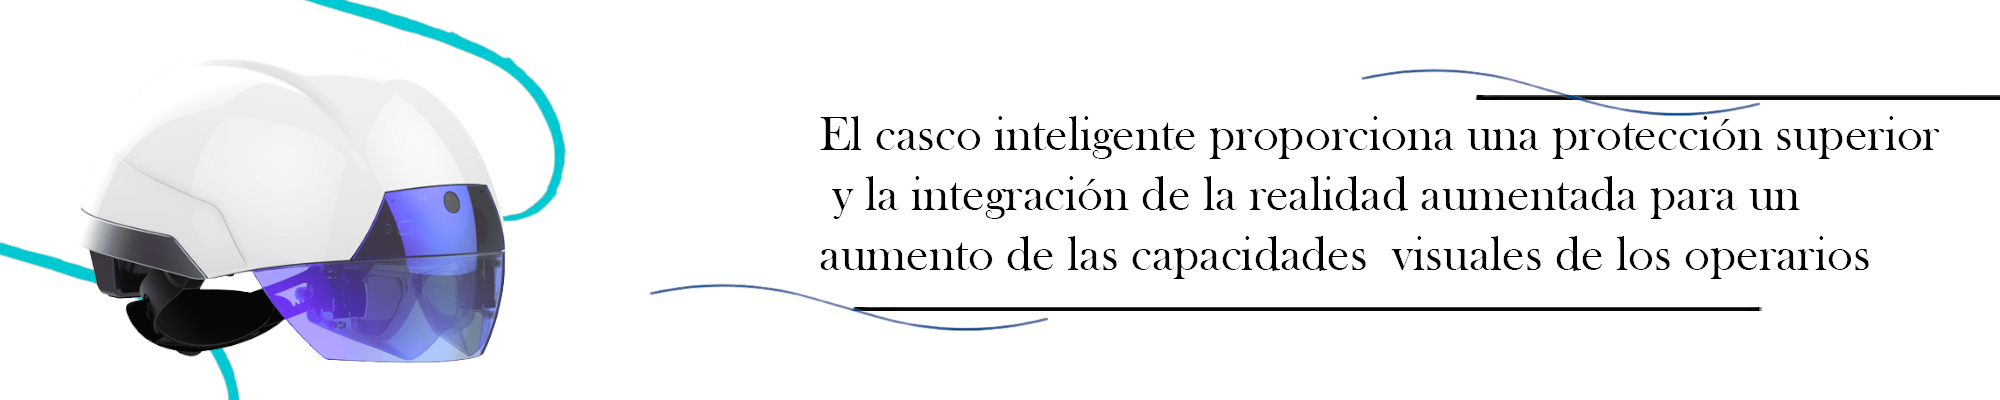 El casco inteligente proporciona una protección superior
y la integración de la realidad aumentada para un
aumento de las capacidades visuales de los operarios